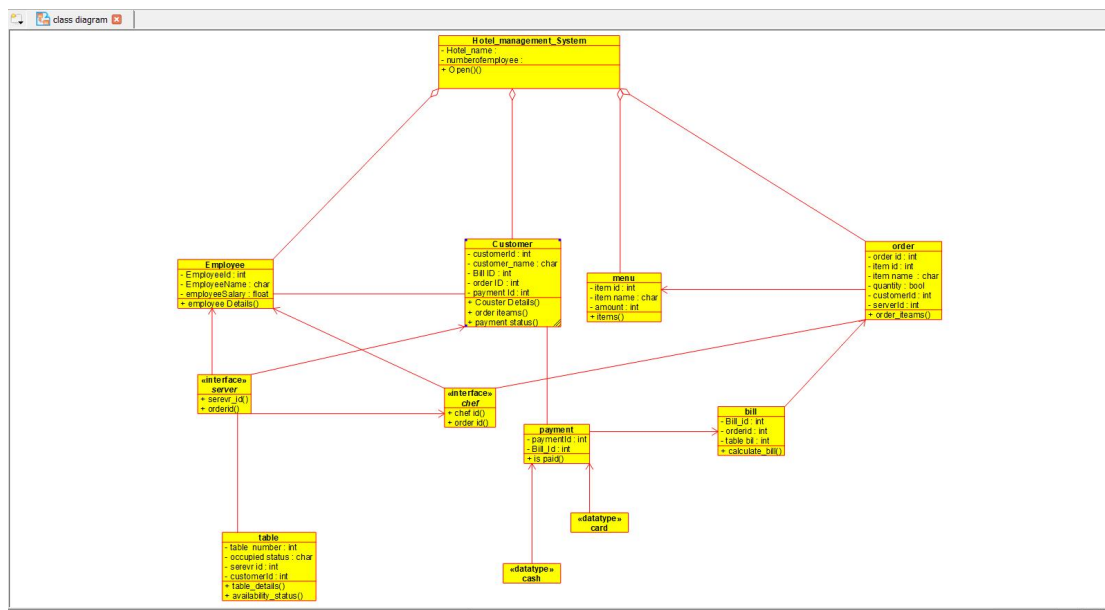 class diagram
Hotel_management_System
- Hotel_name :
- numberofemployee :
+ Open()()
Employee
- EmployeeId : int
- EmployeeName : char
- employeeSalary : float
+ employee Details()
Customer
- customerId : int
- customer_name : char
- Bill ID : int
- order ID : int
- payment Id : int
+ Couster Details()
+ order iteams()
+ payment status()
menu
- item id : int
- item name : char
- amount : int
+ items()
order
- order id : int
- item id : int
- item name : char
- quantity : bool
- customerId : int
- serverId : int
+ order_iteams()
«interface»
server
+ serevr_id()
+ orderid()
«interface»
chef
+ chef id()
+ order id()
payment
- paymentId : int
- Bill_Id : int
+ is paid()
bill
- Bill_id : int
- orderid : int
- table bil : int
+ calculate_bill()
«datatype»
card
«datatype»
cash
table
- table_number : int
- occupied status : char
- serevr id : int
- customerId : int
+ table_details()
+ availability_status()